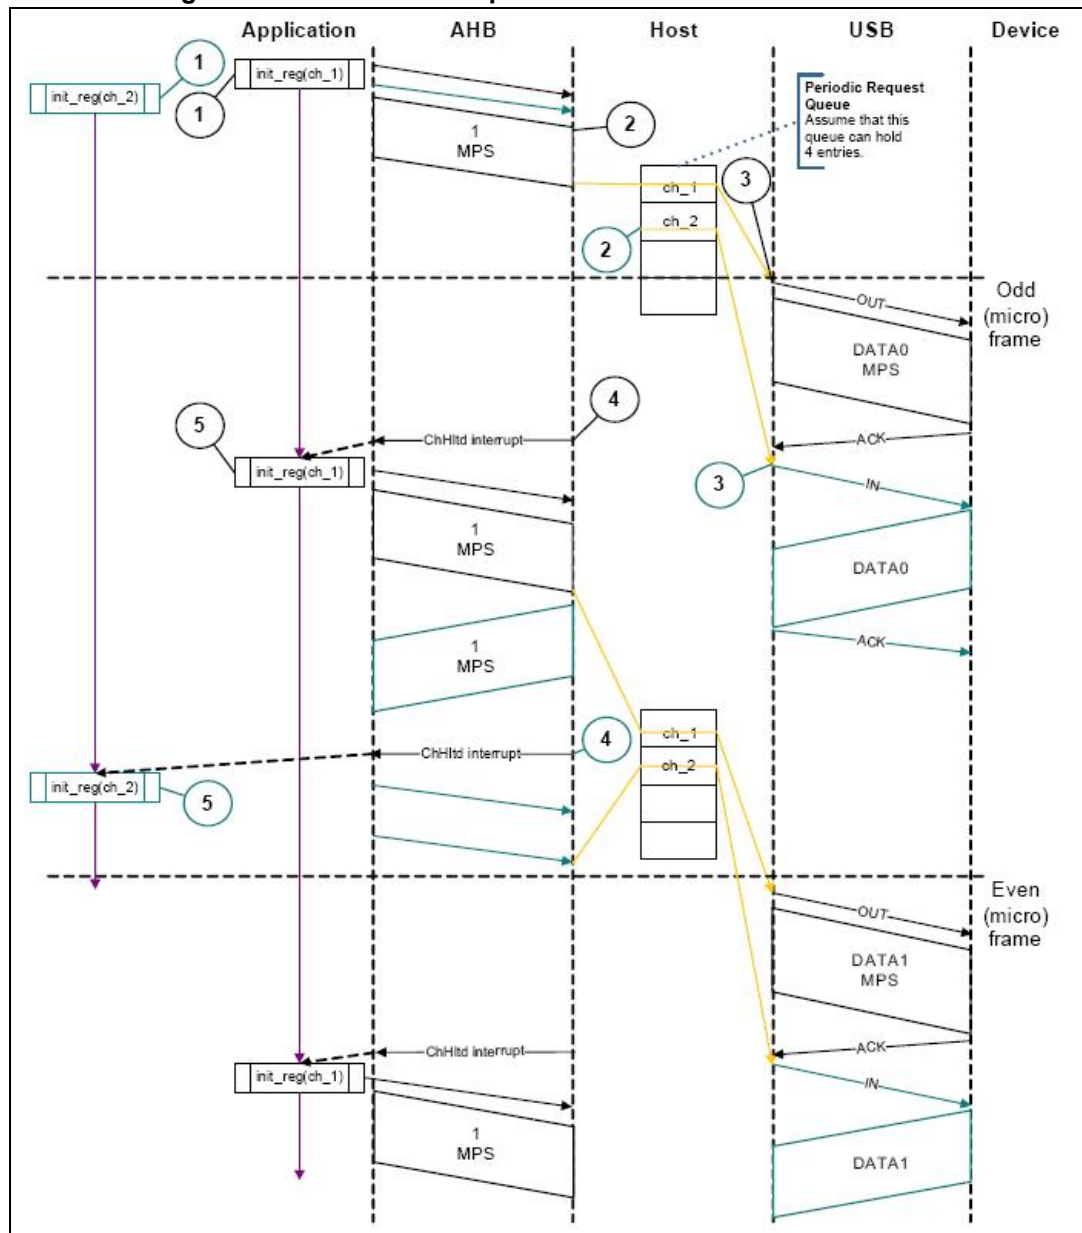 Application AHB Host USB Device
1
init_reg(ch_1)
init_reg(ch_2)
1
Periodic Request
Queue
Assume that this
queue can hold
4 entries.
2
1
MPS
3
ch_1
ch_2
2
Odd
(micro)
frame
OUT
DATA0
MPS
4
5
ChHltd interrupt
ACK
init_reg(ch_1)
3
IN
1
MPS
DATA0
ACK
1
MPS
ch_1
4
ChHltd interrupt
ch_2
init_reg(ch_2)
5
Even
(micro)
frame
OUT
DATA1
MPS
ChHltd interrupt
ACK
init_reg(ch_1)
IN
1
MPS
DATA1